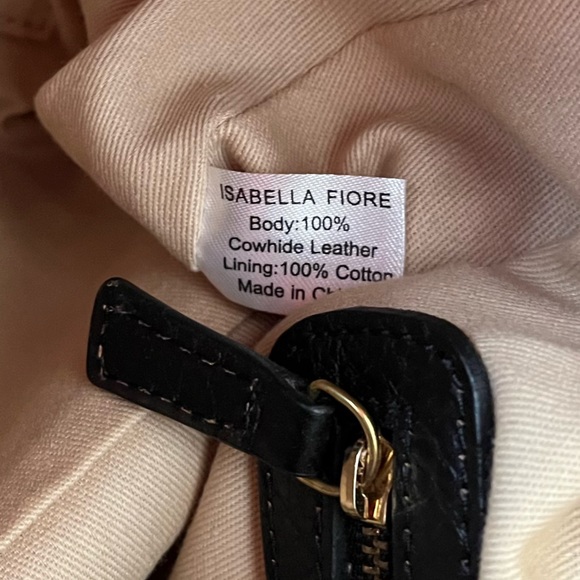 ISABELLA FIORE
Body:100%
Cowhide Leather
Lining:100% Cotton
Made in